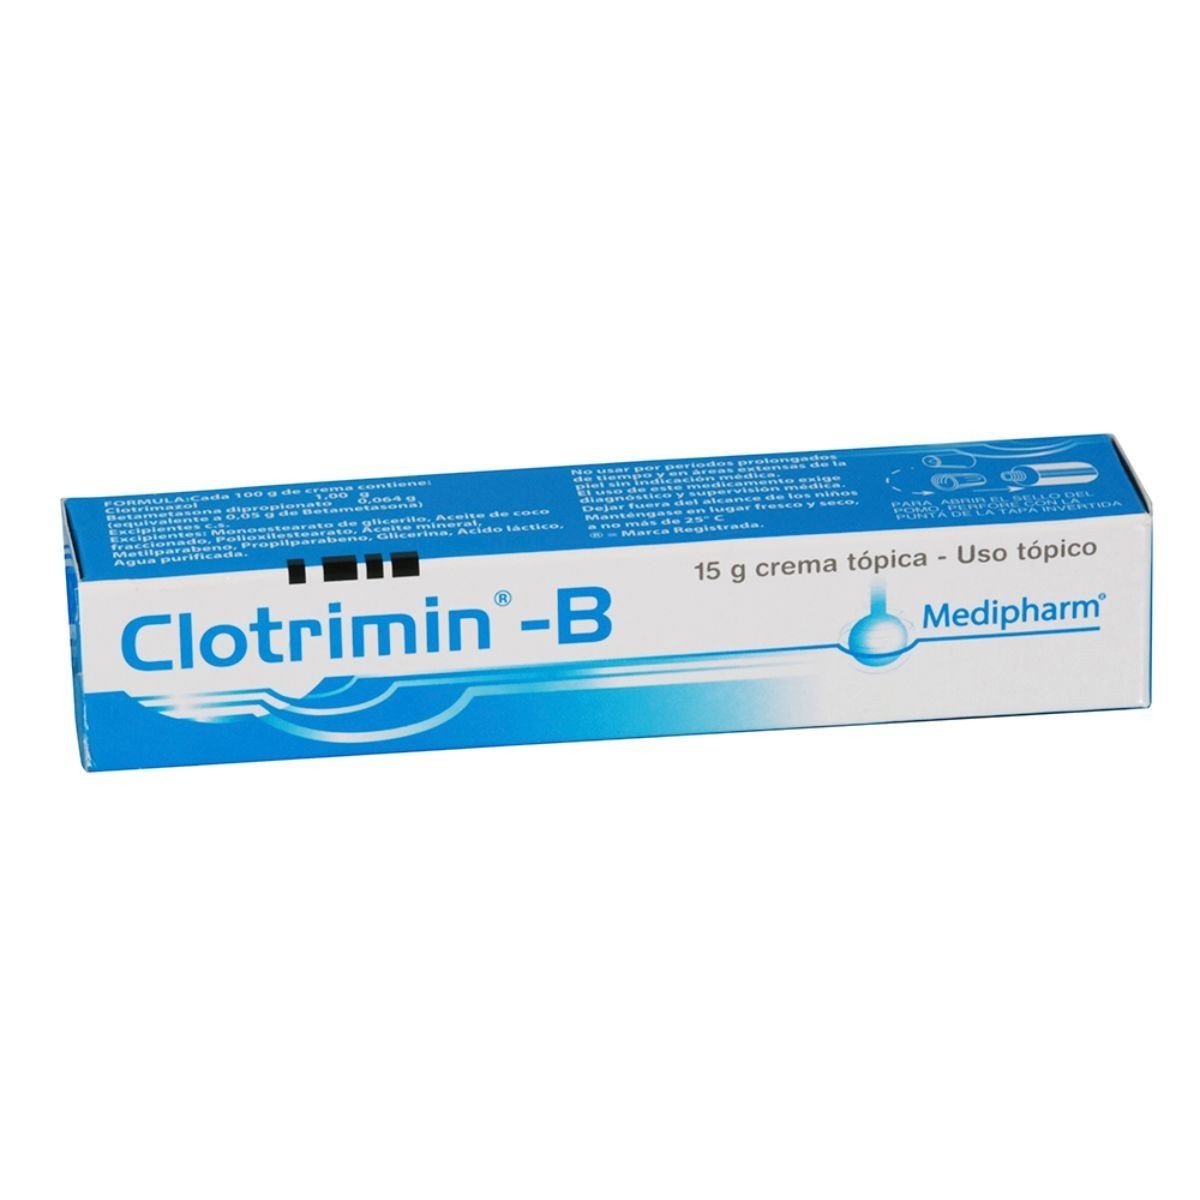 FORMULA:Cada 100 g de crema contiene:
Clotrimazol 1,00 g
Betametasona dipropionato 0,064 g
(equivalente a 0,05 g de Betametasona)
Excipientes c.s.
Excipientes: Monoestearato de glicerilo, Aceite de coco
fraccionado, Polioxilestearato, Aceite mineral,
Metilparabeno, Propilparabeno, Glicerina, Acido láctico,
Agua purificada.
No usar por períodos prolongados
de tiempo y en áreas extensas de la
piel sin indicación médica.
El uso de este medicamento exige
diagnóstico y supervisión médica
Dejar fuera del alcance de los niños
Manténgase en lugar fresco y seco,
a no más de 25° C
® = Marca Registrada.
PARA ABRIR EL SELLO DEL
POMO, PERFORE CON LA
PUNTA DE LA TAPA INVERTIDA
15 g crema tópica - Uso tópico
Clotrimin® -B
Medipharm®